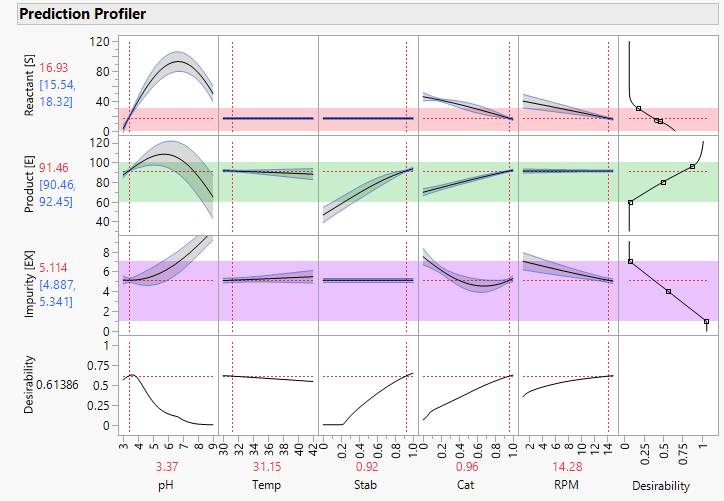 Prediction Profiler
Reactant [S]
16.93
[15.54,
18.32]
120
80
40
0
Product [E]
91.46
[90.46,
92.45]
120
100
80
60
40
Impurity [EX]
5.114
[4.887,
5.341]
8
6
4
2
0
Desirability
0.61386
1
0.75
0.5
0.25
0
3 4 5 6 7 8 9
30 32 34 36 38 40 42
0 0.2 0.4 0.6 0.8 1.0
0 0.2 0.4 0.6 0.8 1.0
2 4 6 8 10 12 14
0 0.25 0.5 0.75 1
3.37 31.15 0.92 0.96 14.28
pH Temp Stab Cat RPM Desirability